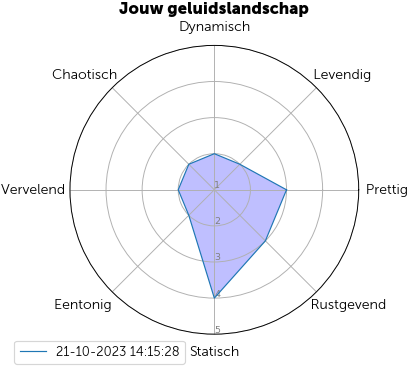 Jouw geluidslandschap
Dynamisch
Chaotisch
Levendig
Vervelend
Prettig
1
2
3
4
5
Eentonig
Rustgevend
21-10-2023 14:15:28
Statisch